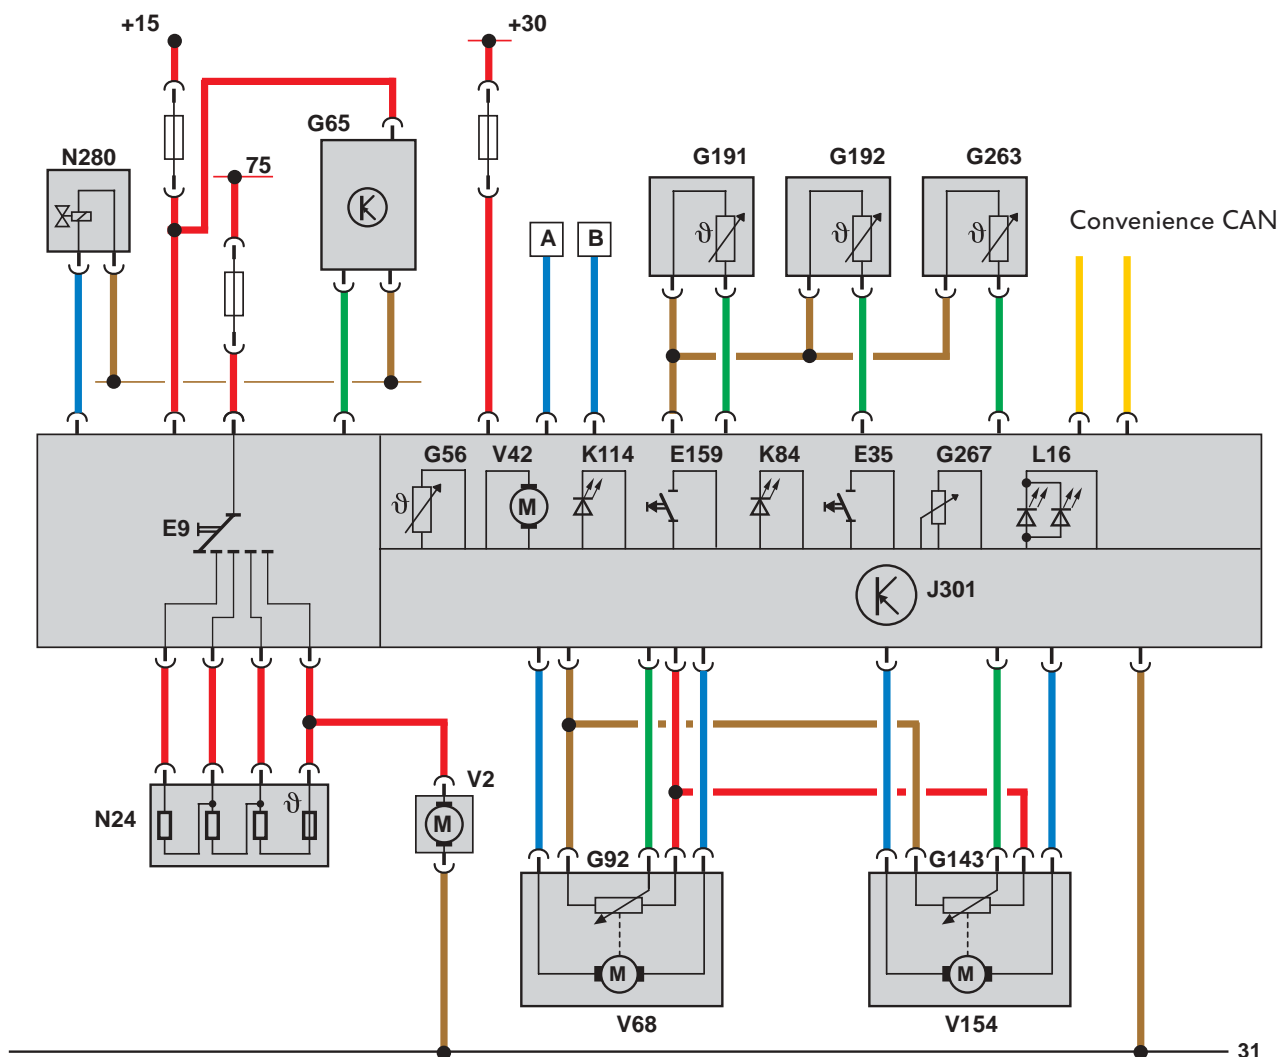 +15
+30
G65
N280
75
G191
G192
G263
ϑ
ϑ
ϑ
A
B
Convenience CAN
G56
V42
K114
E159
K84
E35
G267
L16
ϑ
M
E9
J301
V2
N24
ϑ
M
G92
G143
M
M
V68
V154
31